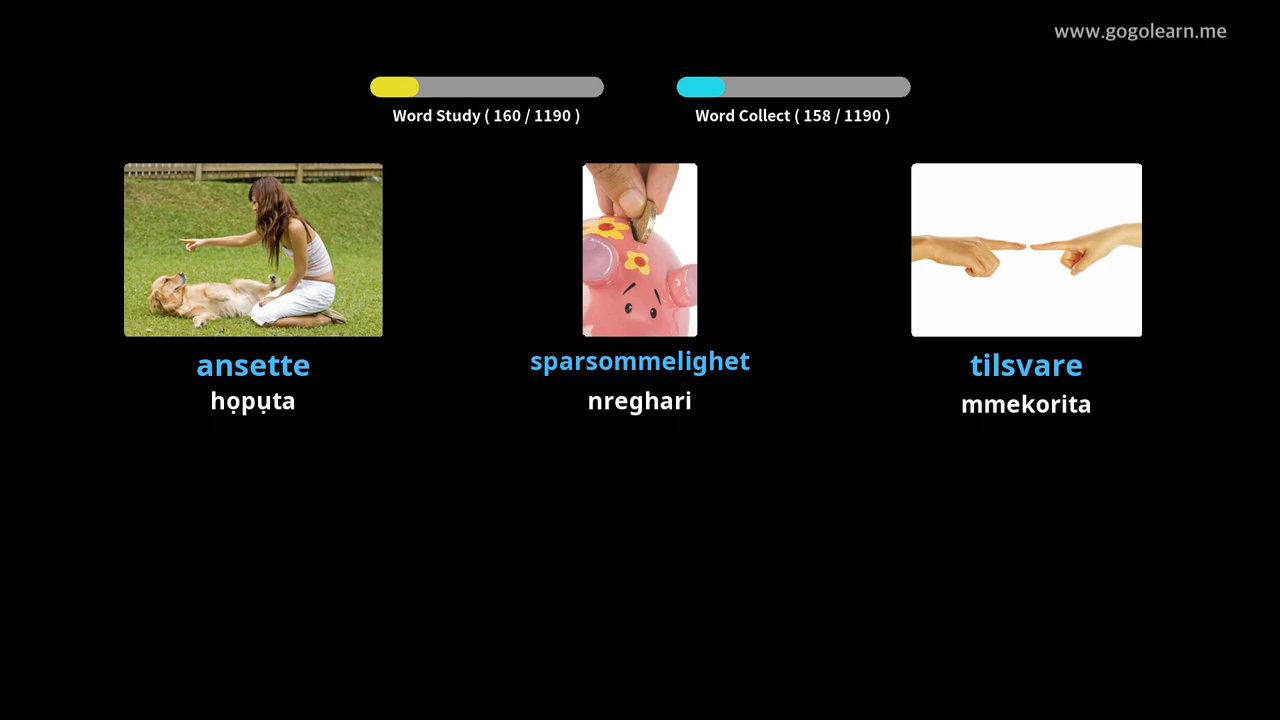 www.gogolearn.me
Word Study ( 160 / 1190 )
Word Collect ( 158 / 1190 )
ansette
họpụta
sparsommelighet
nreghari
tilsvare
mmekorita